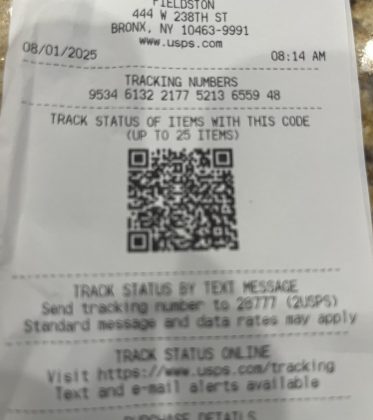 FIELDSTON
444 W 238TH ST
BRONX, NY 10463-9991
www.usps.com
08/01/2025 08:14 AM
TRACKING NUMBERS
9534 6132 2177 5213 6559 48
TRACK STATUS OF ITEMS WITH THIS CODE
(UP TO 25 ITEMS)
TRACK STATUS BY TEXT MESSAGE
Send tracking number to 28777 (2USPS)
Standard message and data rates may apply
TRACK STATUS ONLINE
Visit https://www.usps.com/tracking
Text and e-mail alerts available
PURCHASE DETAILS